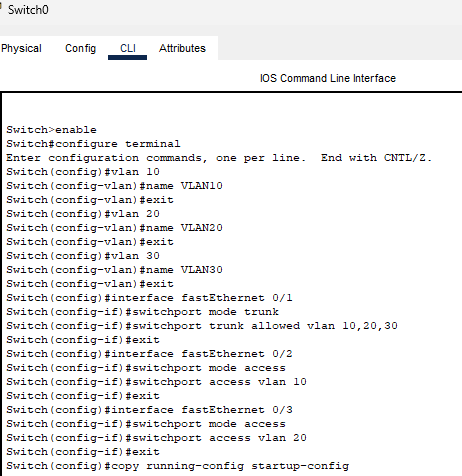 Switch0
Physical Config CLI Attributes
IOS Command Line Interface
Switch>enable
Switch#configure terminal
Enter configuration commands, one per line.  End with CNTL/Z.
Switch(config)#vlan 10
Switch(config-vlan)#name VLAN10
Switch(config-vlan)#exit
Switch(config)#vlan 20
Switch(config-vlan)#name VLAN20
Switch(config-vlan)#exit
Switch(config)#vlan 30
Switch(config-vlan)#name VLAN30
Switch(config-vlan)#exit
Switch(config)#interface fastEthernet 0/1
Switch(config-if)#switchport mode trunk
Switch(config-if)#switchport trunk allowed vlan 10,20,30
Switch(config-if)#exit
Switch(config)#interface fastEthernet 0/2
Switch(config-if)#switchport mode access
Switch(config-if)#switchport access vlan 10
Switch(config-if)#exit
Switch(config)#interface fastEthernet 0/3
Switch(config-if)#switchport mode access
Switch(config-if)#switchport access vlan 20
Switch(config-if)#exit
Switch(config)#copy running-config startup-config